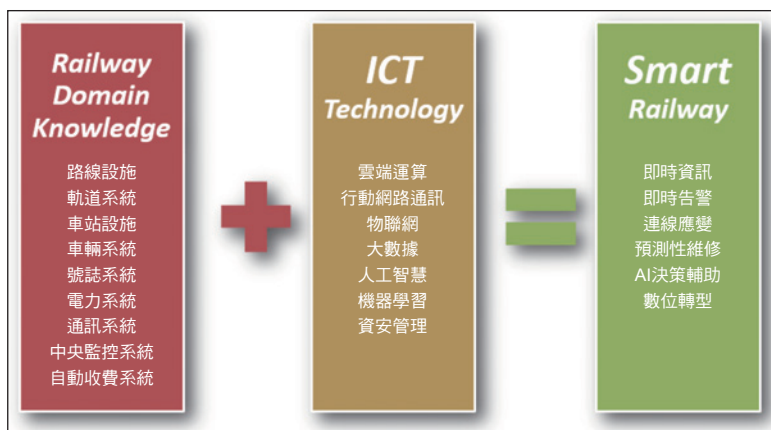 Railway
Domain
Knowledge
路線設施
軌道系統
車站設施
車輛系統
號誌系統
電力系統
通訊系統
中央監控系統
自動收費系統
ICT
Technology
雲端運算
行動網路通訊
物聯網
大數據
人工智慧
機器學習
資安管理
Smart
Railway
即時資訊
即時告警
連線應變
預測性維修
AI決策輔助
數位轉型